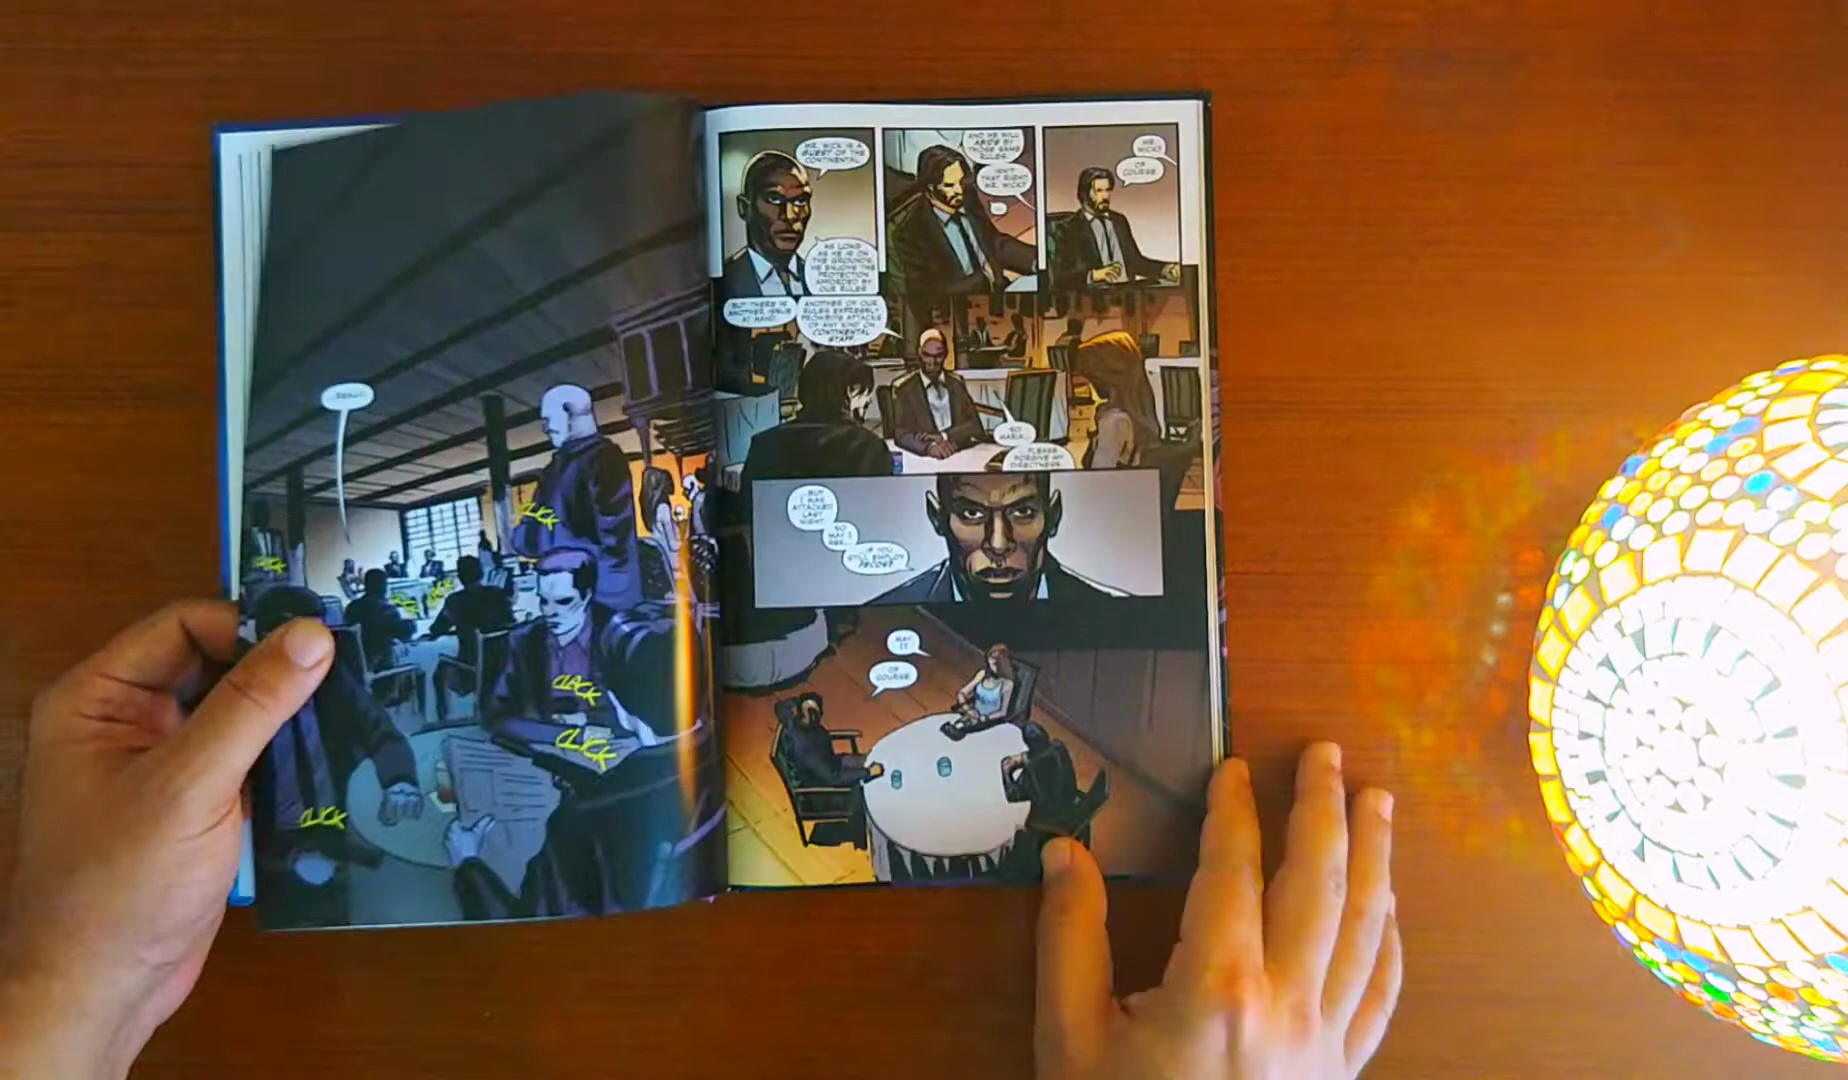 CLICK
CLICK
CLACK
CLICK
CLICK
MR. WICK IS A
GUEST OF THE
CONTINENTAL.
AS LONG
AS HE IS ON
THE GROUNDS,
HE ENJOYS THE
PROTECTION
AFFORDED BY
OUR RULES.
AND HE WILL
ABIDE BY
THOSE SAME
RULES.
ISN'T
THAT RIGHT,
MR. WICK?
MR.
WICK?
OF
COURSE.
BUT THERE IS
ANOTHER ISSUE
AT HAND.
ANOTHER OF OUR
RULES EXPRESSLY
PROHIBITS ATTACKS
OF ANY KIND ON
CONTINENTAL
STAFF.
SO
MARIA...
...PLEASE
FORGIVE MY
DIRECTNESS.
...BUT
I WAS
ATTACKED
LAST
NIGHT.
SO
MAY I
ASK...
...IF YOU
STILL EMPLOY
PECOS?
MAY
I?
OF
COURSE.